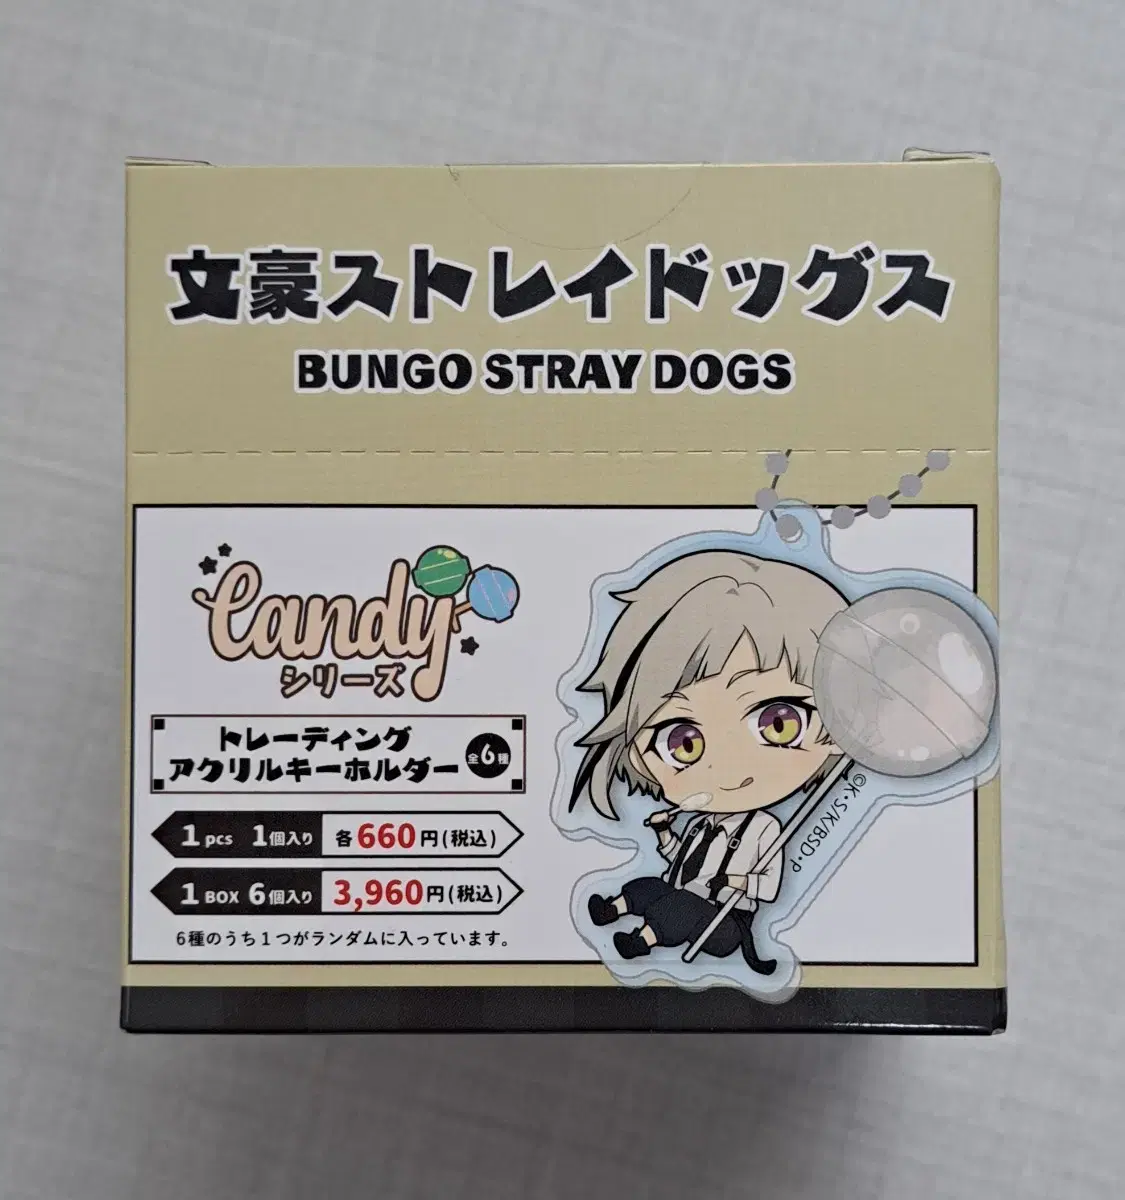 文豪ストレイドッグス
BUNGO STRAY DOGS
Candy
シリーズ
トレーディング
アクリルキーホルダー
全6種
1 pcs 1個入り 各660円(税込)
1 BOX 6個入り 3,960円(税込)
6種のうち1つがランダムに入っています。
©K・S/K/BSD・P